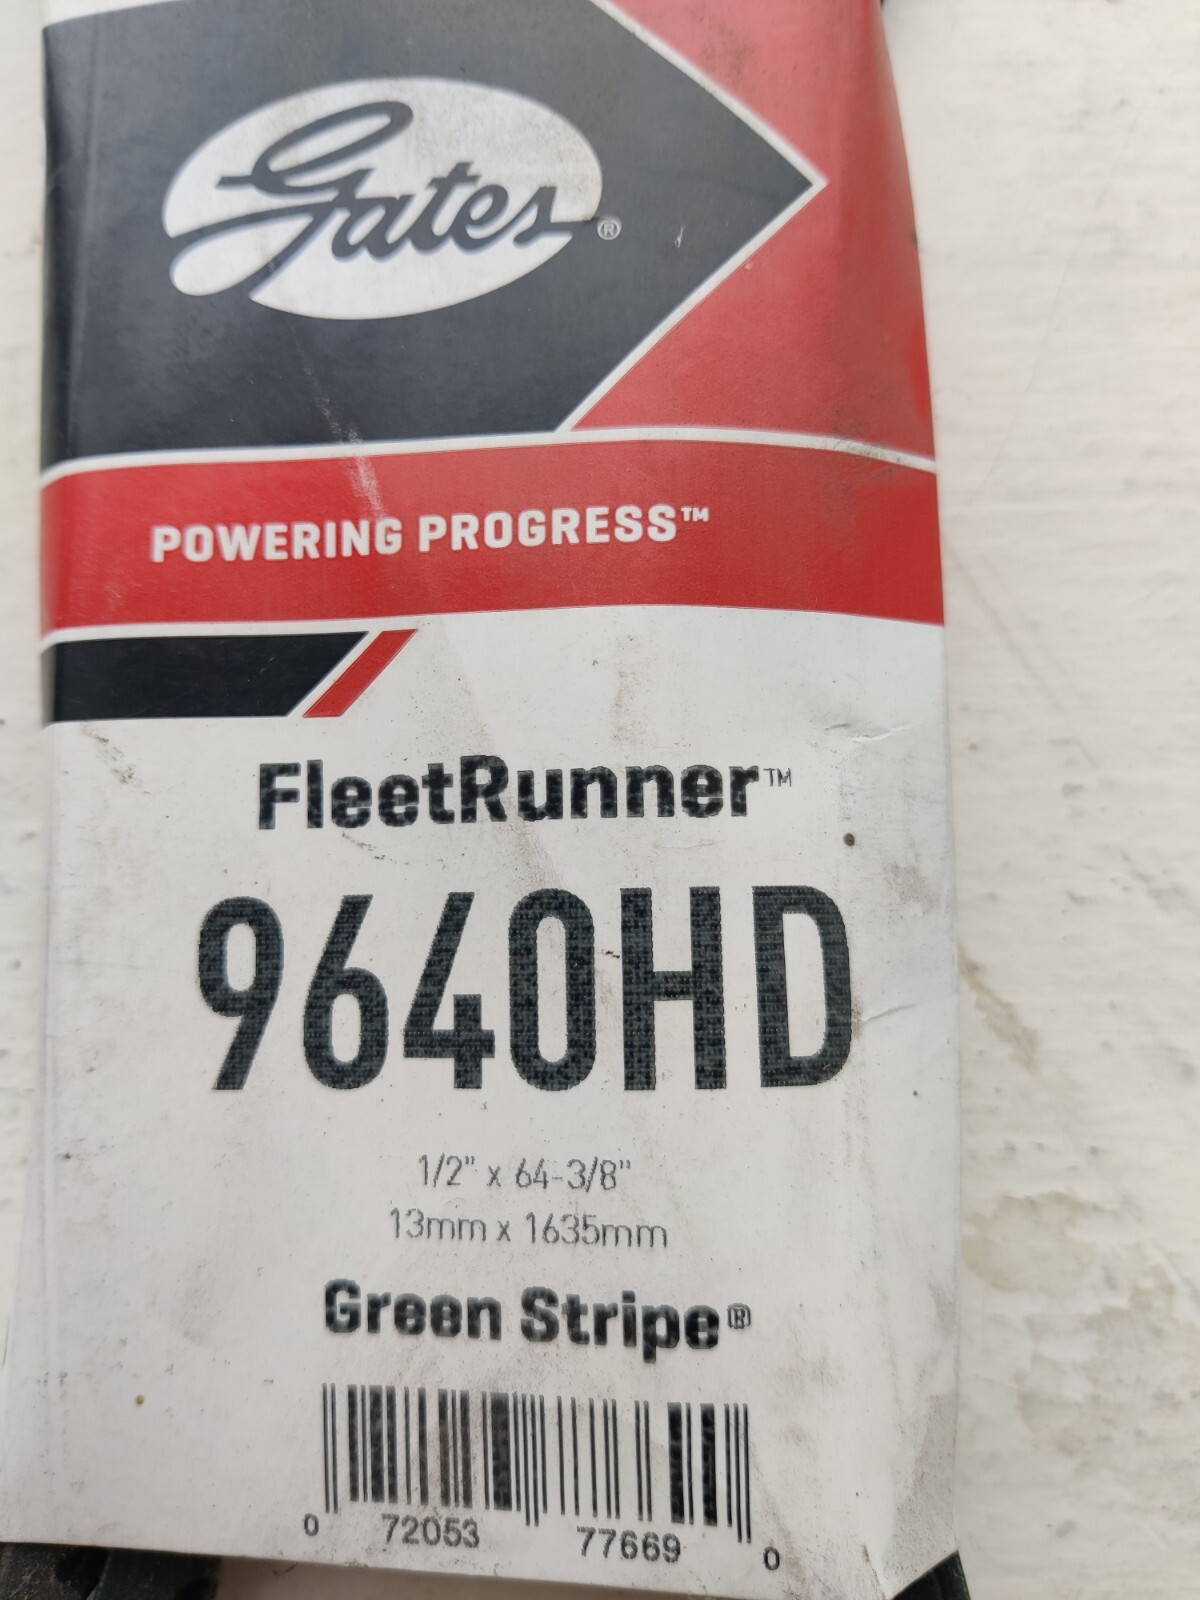 Gates®
POWERING PROGRESS™
FleetRunner™
9640HD
1/2" x 64-3/8"
13mm x 1635mm
Green Stripe®
0 72053 77669 0